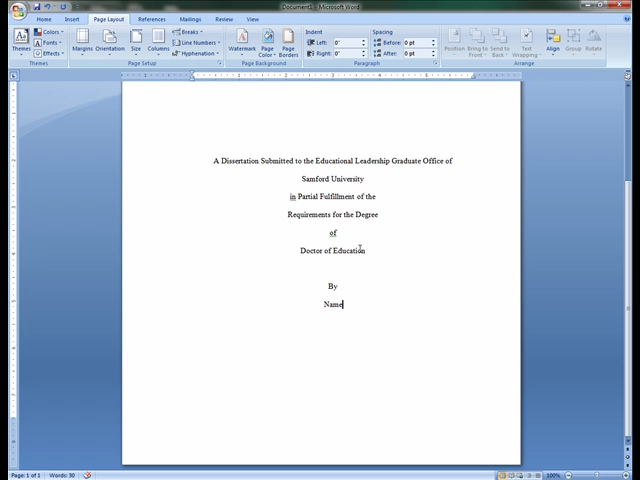 Document1 - Microsoft Word
Home Insert Page Layout References Mailings Review View
Themes Colors Fonts Effects
Themes
Margins Orientation Size Columns Breaks Line Numbers Hyphenation
Page Setup
Watermark Page Color Page Borders
Page Background
Indent Left: 0" Right: 0"
Spacing Before: 0 pt After: 0 pt
Paragraph
Position Bring to Front Send to Back Text Wrapping Align Group Rotate
Arrange
A Dissertation Submitted to the Educational Leadership Graduate Office of
Samford University
in Partial Fulfillment of the
Requirements for the Degree
of
Doctor of Education
By
Name
Page: 1 of 1 Words: 30 100%